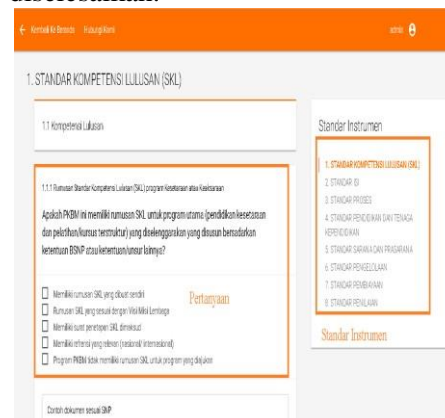 diselesaikan.
Kembali Ke Beranda Hubungi Kami admin
1. STANDAR KOMPETENSI LULUSAN (SKL)
1.1 Kompetensi Lulusan
1.1.1 Rumusan Standar Kompetens Lulusan (SKL) program Kesetaraan atau Keaksaraan
Apakah PKBM ini memiliki rumusan SKL untuk program utama (pendidikan kesetaraan
dan pelatihan/kursus terstruktur) yang diselenggarakan yang disusun bersadarkan
ketentuan BSNP atau ketentuan/unsur lainnya?
Memiliki rumusan SKL yang dibuat sendiri
Rumusan SKL yang sesuai dengan Visi Misi Lembaga
Memiliki surat penetapan SKL dimaksud
Memiliki referensi yang relevan (nasional/ internasional)
Program PKBM tidak memiliki rumusan SKL untuk program yang diajukan
Pertanyaan
Contoh dokumen sesuai SNP
Standar Instrumen
1. STANDAR KOMPETENSI LULUSAN (SKL)
2. STANDAR ISI
3. STANDAR PROSES
4. STANDAR PENDIDIKAN DAN TENAGA
KEPENDIDIKAN
5. STANDAR SARANA DAN PRASARANA
6. STANDAR PENGELOLAAN
7. STANDAR PEMBIAYAAN
8. STANDAR PENILAIAN
Standar Instrumen